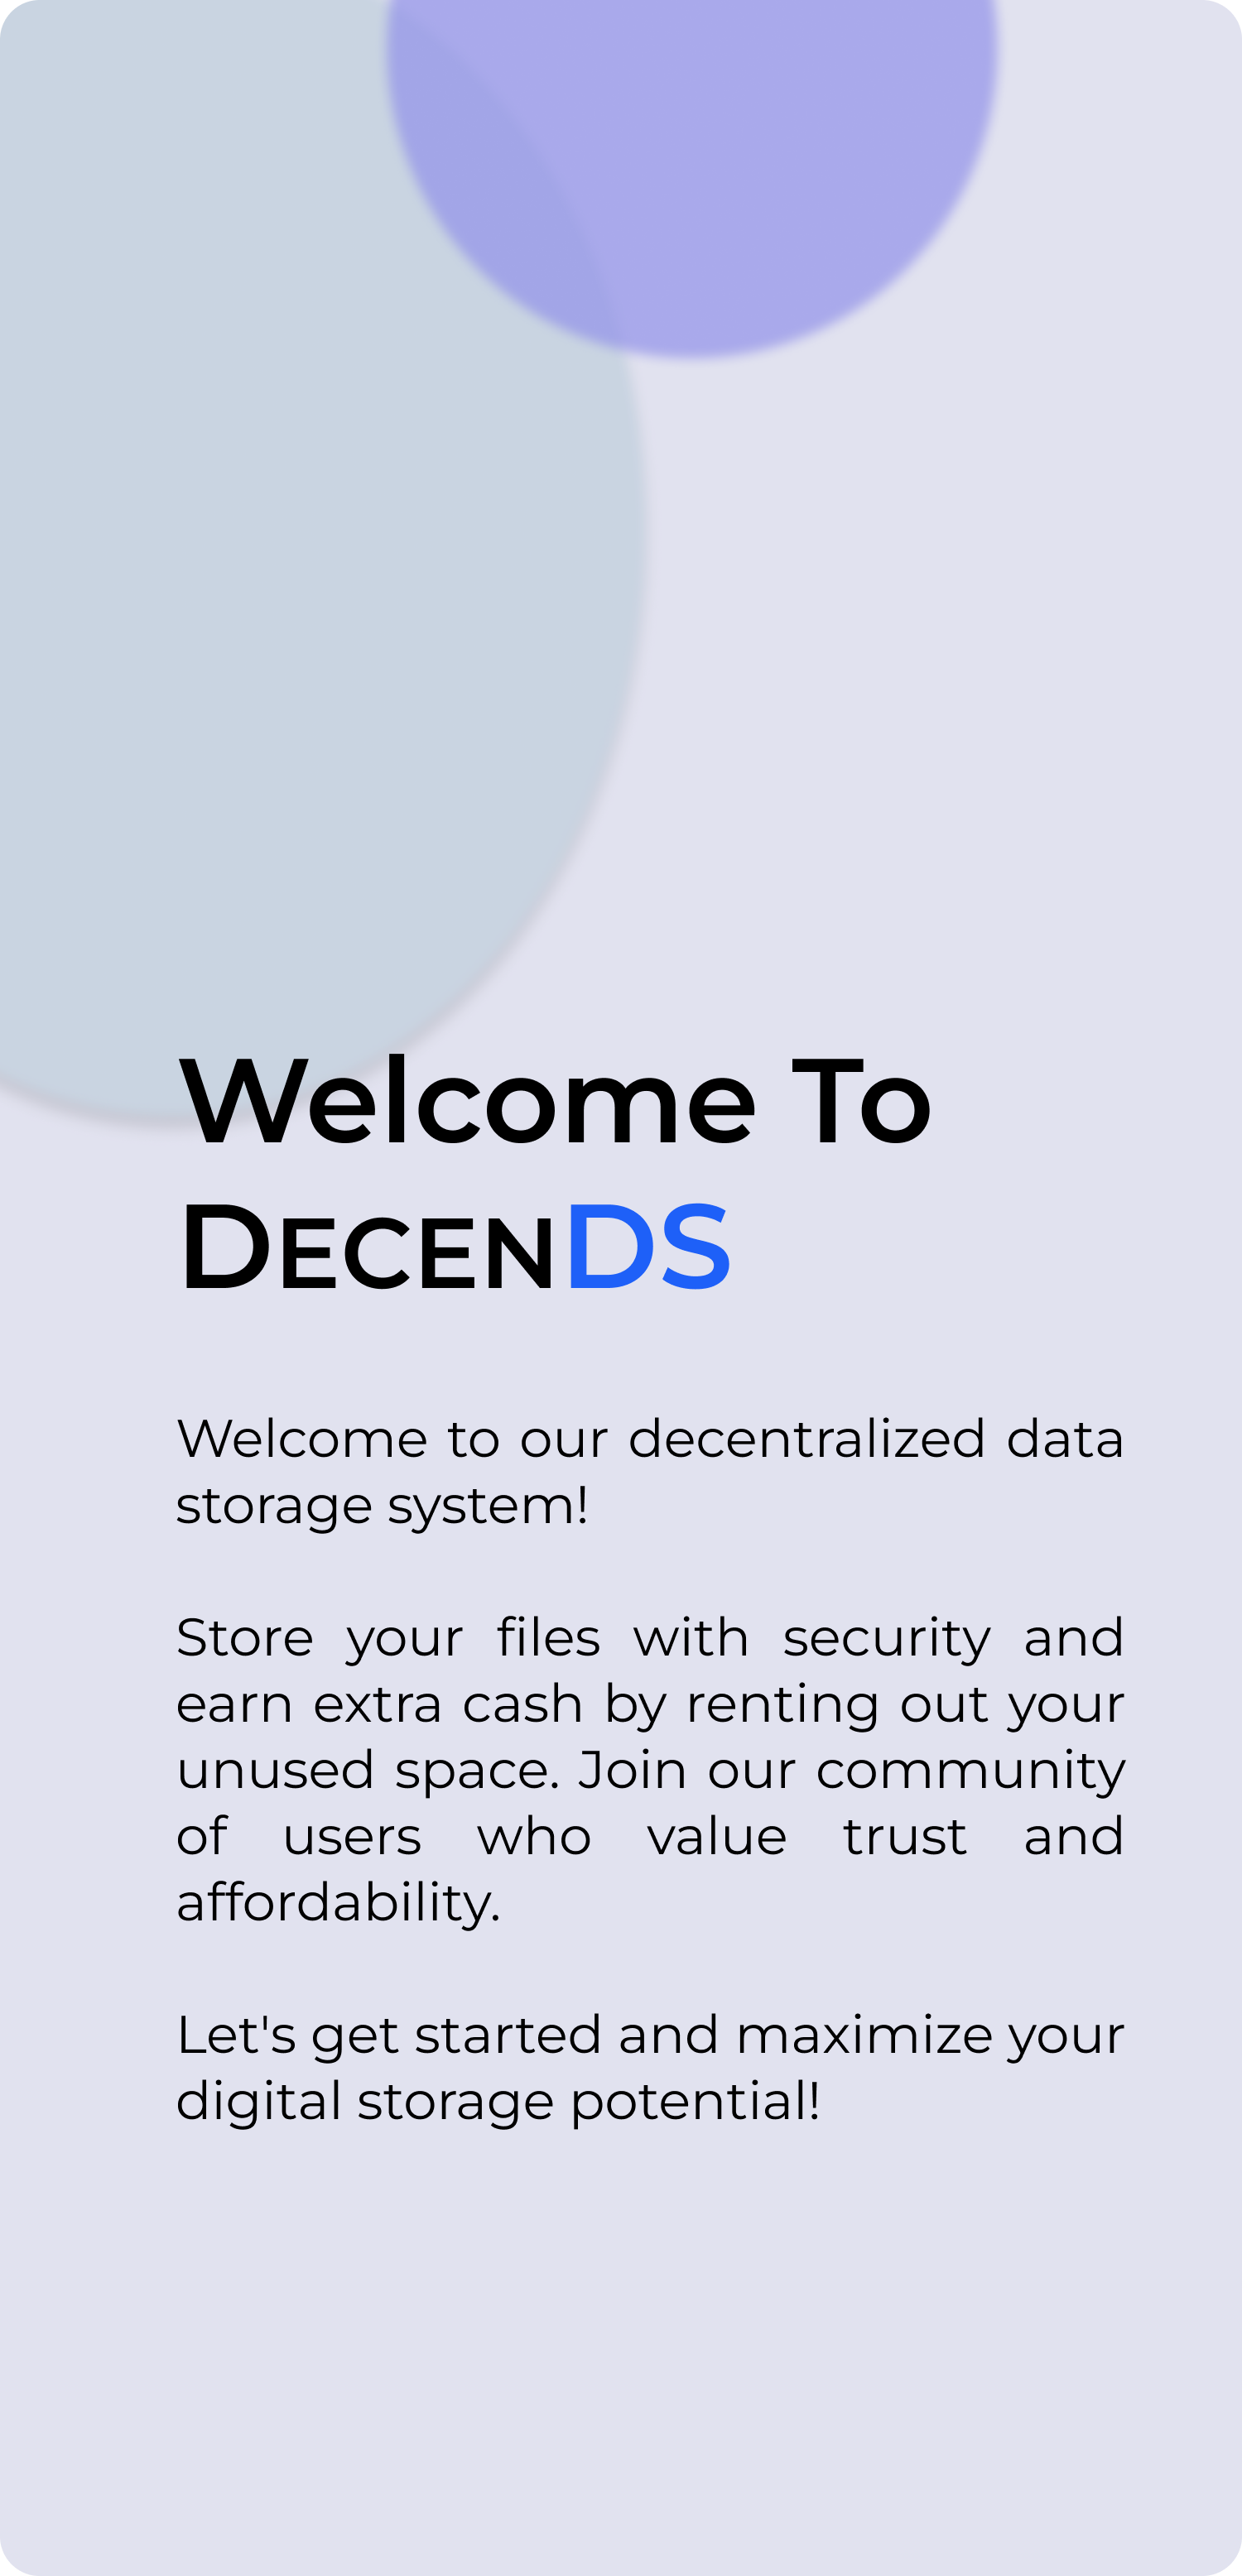 Welcome To
DECENDS
Welcome to our decentralized data
storage system!
Store your files with security and
earn extra cash by renting out your
unused space. Join our community
of users who value trust and
affordability.
Let's get started and maximize your
digital storage potential!